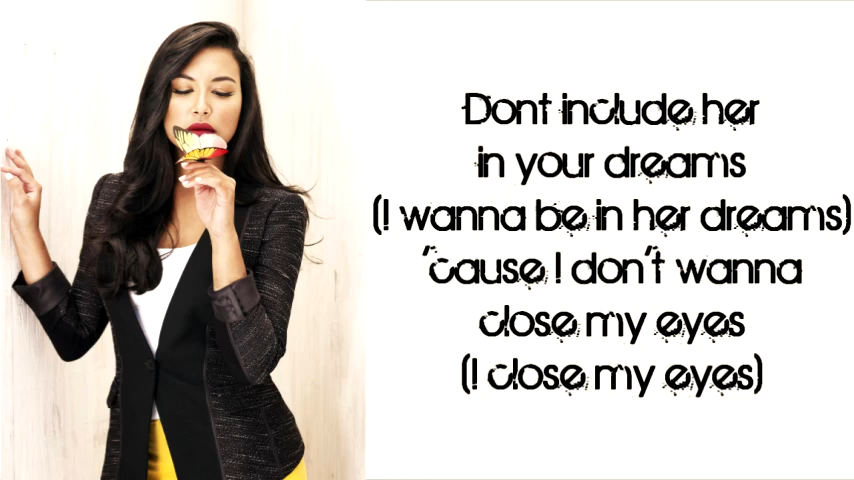 Dont include her
in your dreams
(I wanna be in her dreams)
'cause I don't wanna
close my eyes
(I close my eyes)